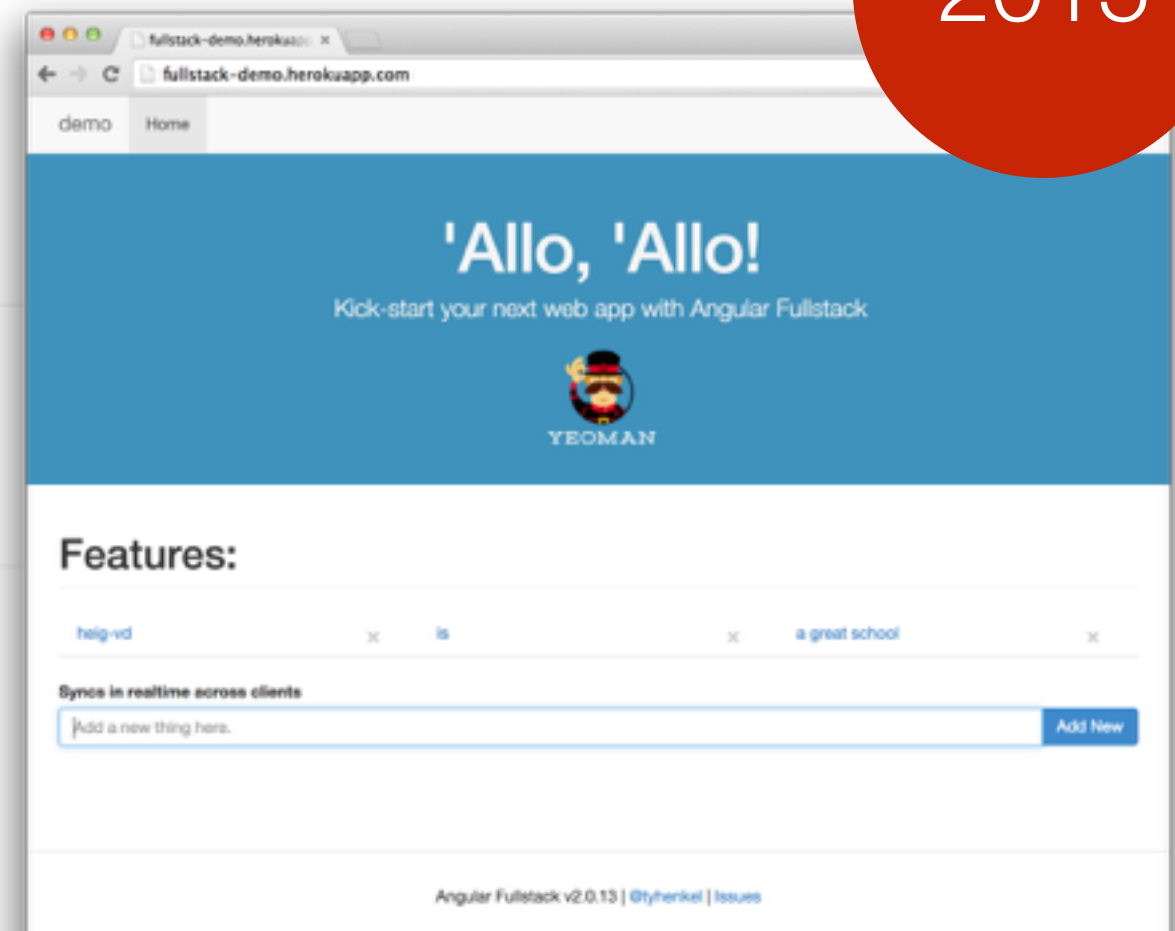 2015
fullstack-demo.herokuapp ×
fullstack-demo.herokuapp.com
demo Home
'Allo, 'Allo!
Kick-start your next web app with Angular Fullstack
YEOMAN
Features:
heig-vd × is × a great school ×
Syncs in realtime across clients
Add a new thing here. Add New
Angular Fullstack v2.0.13 | @tyhenkel | Issues